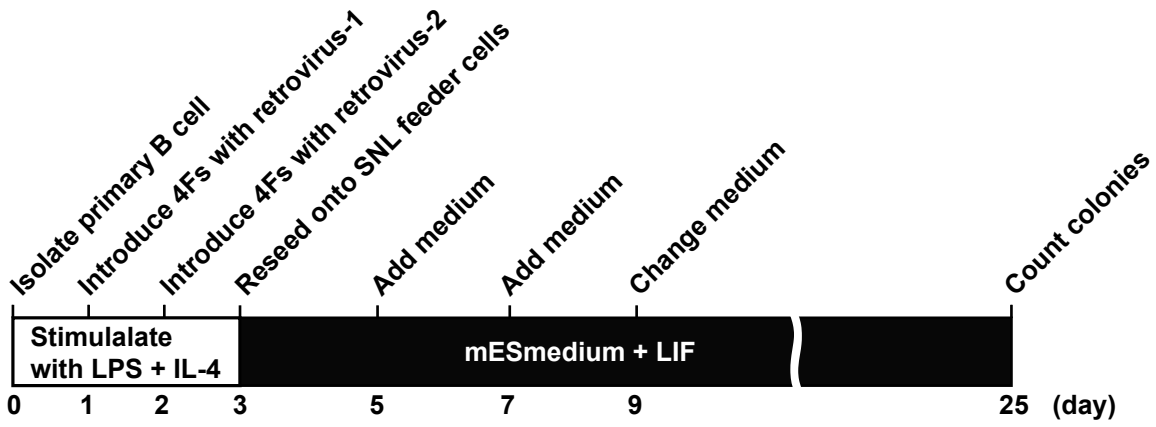 Isolate primary B cell
Introduce 4Fs with retrovirus-1
Introduce 4Fs with retrovirus-2
Reseed onto SNL feeder cells
Add medium
Add medium
Change medium
Count colonies
Stimulalate
with LPS + IL-4
mESmedium + LIF
0 1 2 3 5 7 9 25 (day)